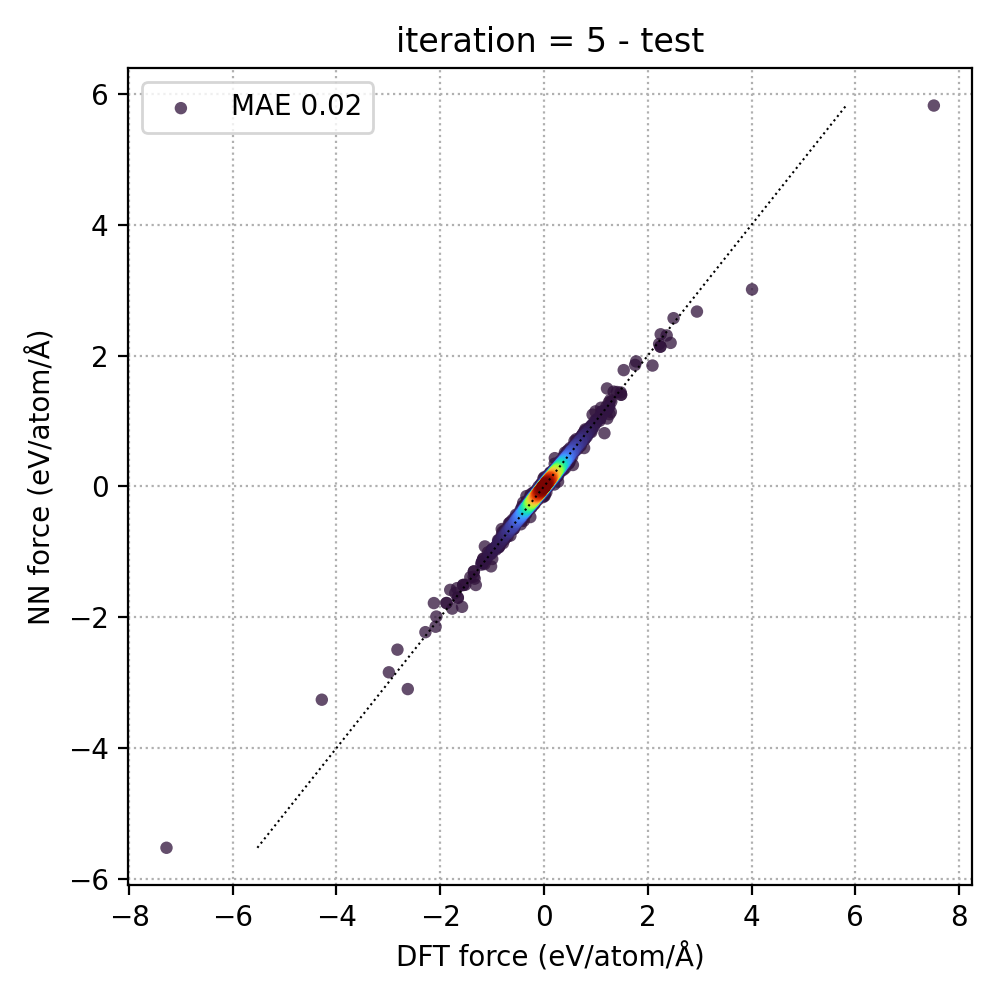 iteration = 5 - test
MAE 0.02
6
4
2
0
−2
−4
−6
NN force (eV/atom/Å)
−8 −6 −4 −2 0 2 4 6 8
DFT force (eV/atom/Å)